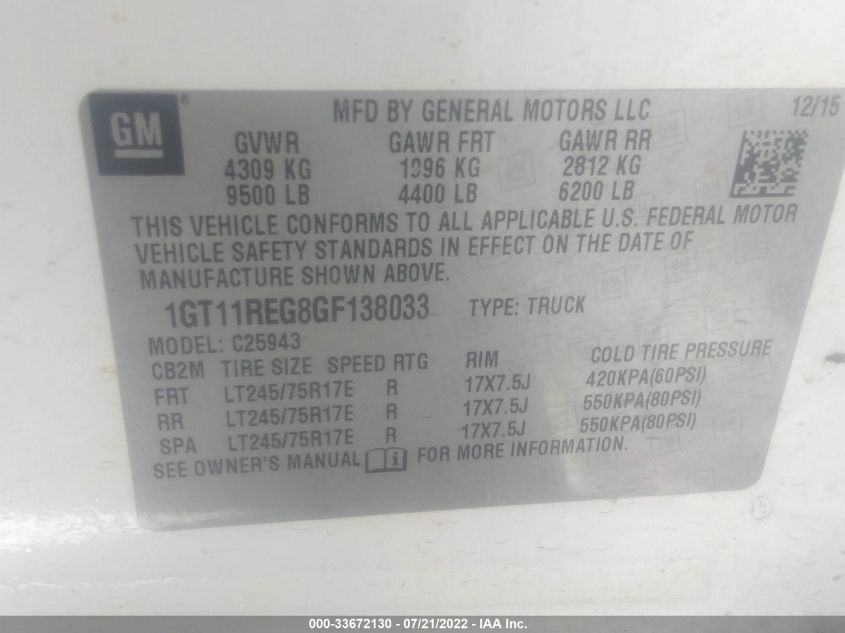 GM ® MFD BY GENERAL MOTORS LLC 12/15
GVWR GAWR FRT GAWR RR
4309 KG 1996 KG 2812 KG
9500 LB 4400 LB 6200 LB
THIS VEHICLE CONFORMS TO ALL APPLICABLE U.S. FEDERAL MOTOR
VEHICLE SAFETY STANDARDS IN EFFECT ON THE DATE OF
MANUFACTURE SHOWN ABOVE.
1GT11REG8GF138033 TYPE: TRUCK
MODEL: C25943
CB2M TIRE SIZE SPEED RTG RIM COLD TIRE PRESSURE
FRT LT245/75R17E R 17X7.5J 420KPA(60PSI)
RR LT245/75R17E R 17X7.5J 550KPA(80PSI)
SPA LT245/75R17E R 17X7.5J 550KPA(80PSI)
SEE OWNER'S MANUAL i FOR MORE INFORMATION.
000-33672130 - 07/21/2022 - IAA Inc.